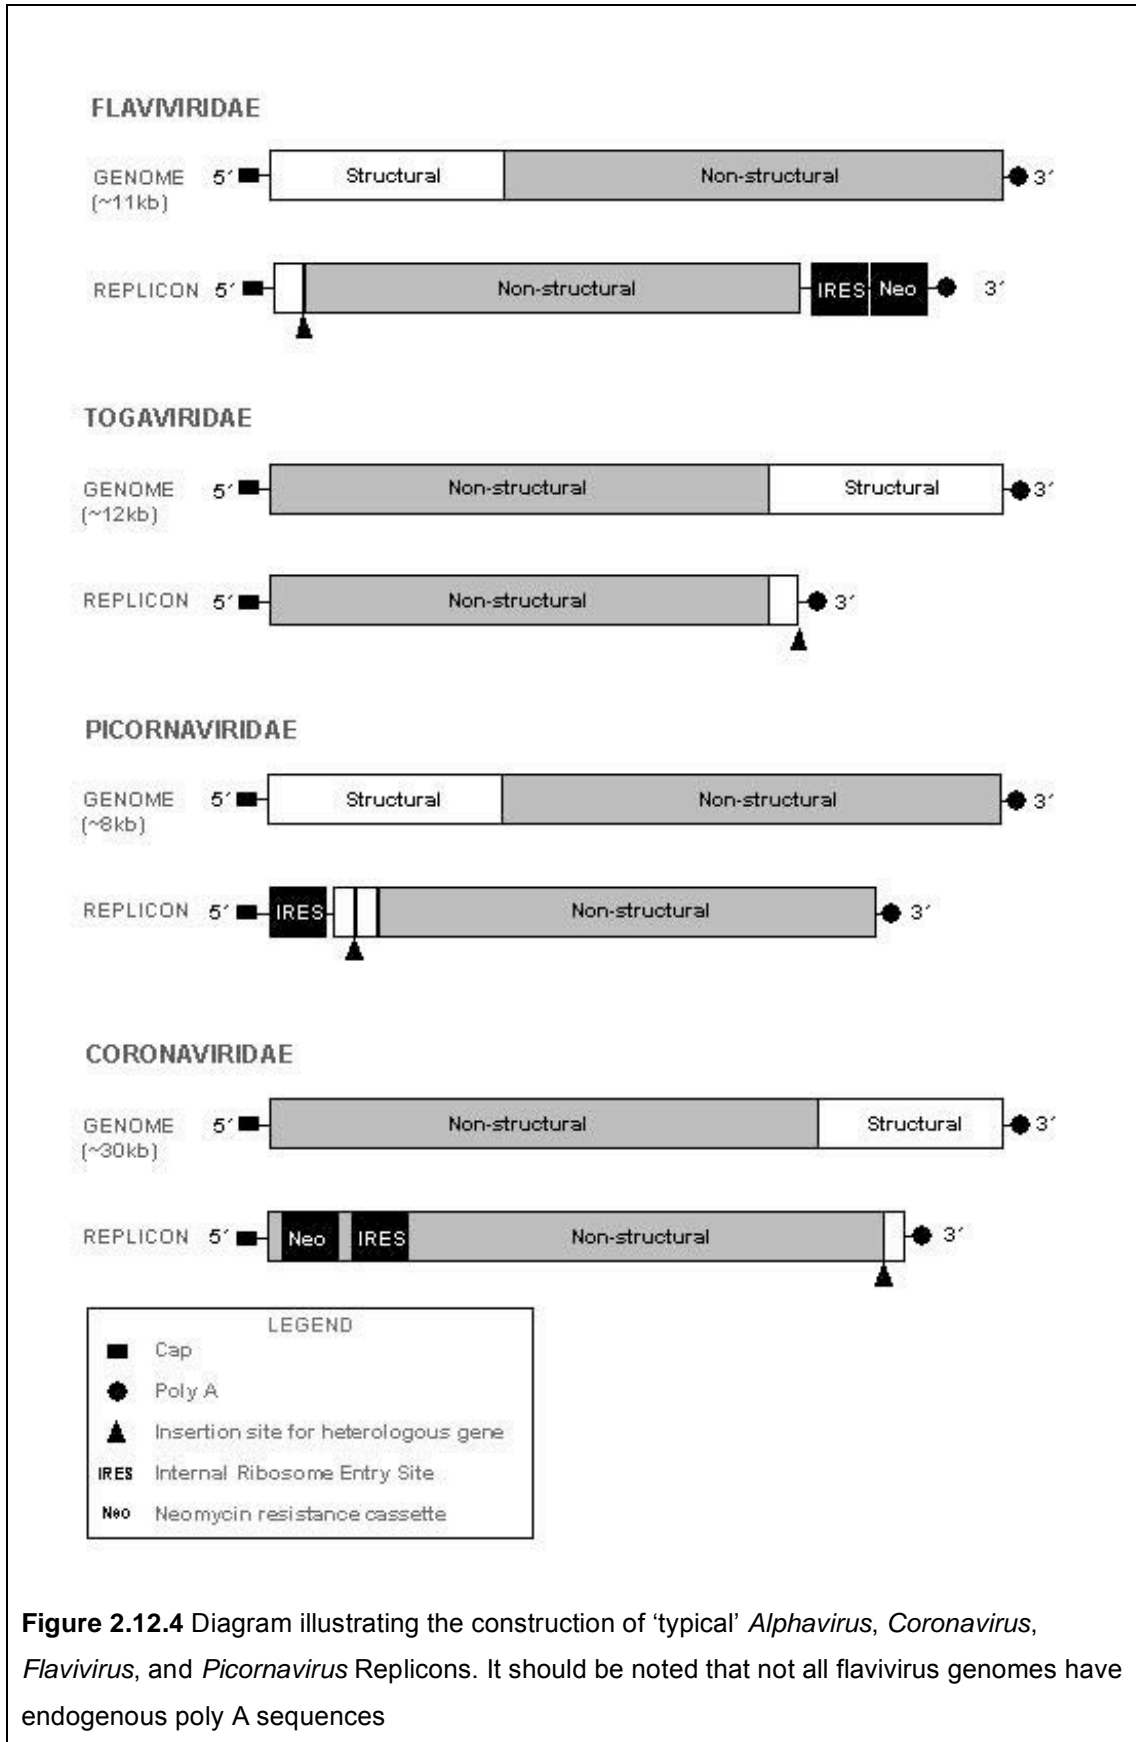 FLAVIVIRIDAE
GENOME 5′ Structural Non-structural 3′
(~11kb)
REPLICON 5′ Non-structural IRES Neo 3′
TOGAVIRIDAE
GENOME 5′ Non-structural Structural 3′
(~12kb)
REPLICON 5′ Non-structural 3′
PICORNAVIRIDAE
GENOME 5′ Structural Non-structural 3′
(~8kb)
REPLICON 5′ IRES Non-structural 3′
CORONAVIRIDAE
GENOME 5′ Non-structural Structural 3′
(~30kb)
REPLICON 5′ Neo IRES Non-structural 3′
LEGEND
Cap
Poly A
Insertion site for heterologous gene
IRES Internal Ribosome Entry Site
Neo Neomycin resistance cassette
Figure 2.12.4 Diagram illustrating the construction of ‘typical’ Alphavirus, Coronavirus,
Flavivirus, and Picornavirus Replicons. It should be noted that not all flavivirus genomes have
endogenous poly A sequences